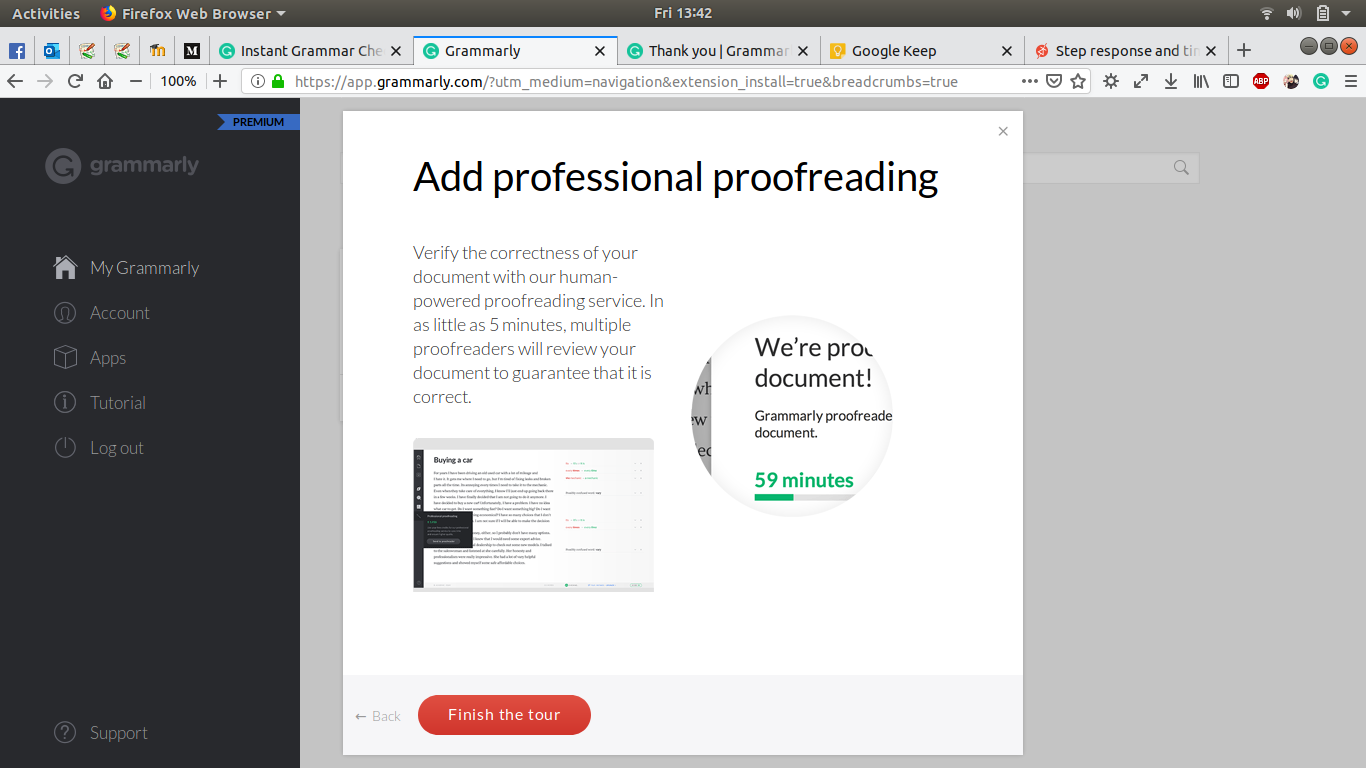 Activities Firefox Web Browser Fri 13:42
Instant Grammar Che Grammarly Thank you | Grammarl Google Keep Step response and tin
100% https://app.grammarly.com/?utm_medium=navigation&extension_install=true&breadcrumbs=true ABP
PREMIUM
grammarly
My Grammarly
Account
Apps
Tutorial
Log out
Support
Add professional proofreading
Verify the correctness of your
document with our human-
powered proofreading service. In
as little as 5 minutes, multiple
proofreaders will review your
document to guarantee that it is
correct.
Buying a car
We're proo
document!
Grammarly proofreade
document.
59 minutes
← Back
Finish the tour